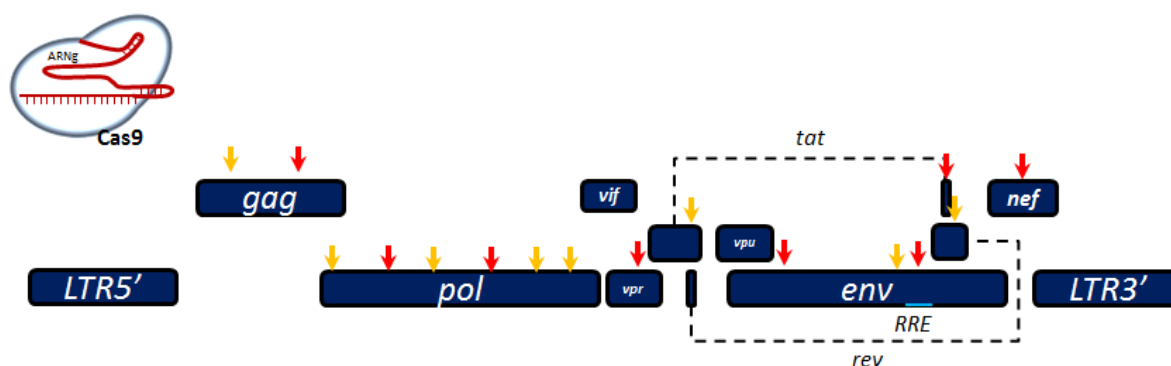 ARNg
Cas9
tat
gag
vif
nef
vpu
LTR5’
pol
vpr
env
LTR3’
RRE
rev